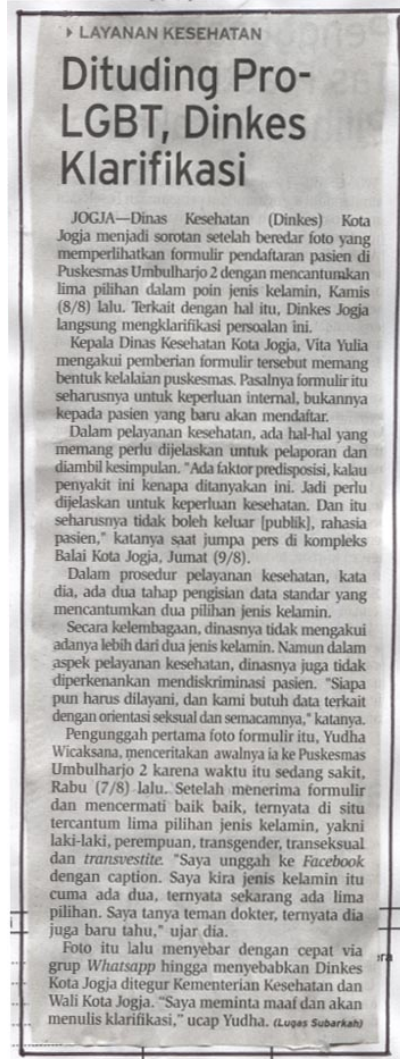 ▸ LAYANAN KESEHATAN
Dituding Pro-
LGBT, Dinkes
Klarifikasi
JOGJA—Dinas Kesehatan (Dinkes) Kota
Jogja menjadi sorotan setelah beredar foto yang
memperlihatkan formulir pendaftaran pasien di
Puskesmas Umbulharjo 2 dengan mencantumkan
lima pilihan dalam poin jenis kelamin, Kamis
(8/8) lalu. Terkait dengan hal itu, Dinkes Jogja
langsung mengklarifikasi persoalan ini.
Kepala Dinas Kesehatan Kota Jogja, Vita Yulia
mengakui pemberian formulir tersebut memang
bentuk kelalaian puskesmas. Pasalnya formulir itu
seharusnya untuk keperluan internal, bukannya
kepada pasien yang baru akan mendaftar.
Dalam pelayanan kesehatan, ada hal-hal yang
memang perlu dijelaskan untuk pelaporan dan
diambil kesimpulan. "Ada faktor predisposisi, kalau
penyakit ini kenapa ditanyakan ini. Jadi perlu
dijelaskan untuk keperluan kesehatan. Dan itu
seharusnya tidak boleh keluar [publik], rahasia
pasien," katanya saat jumpa pers di kompleks
Balai Kota Jogja, Jumat (9/8).
Dalam prosedur pelayanan kesehatan, kata
dia, ada dua tahap pengisian data standar yang
mencantumkan dua pilihan jenis kelamin.
Secara kelembagaan, dinasnya tidak mengakui
adanya lebih dari dua jenis kelamin. Namun dalam
aspek pelayanan kesehatan, dinasnya juga tidak
diperkenankan mendiskriminasi pasien. "Siapa
pun harus dilayani, dan kami butuh data terkait
dengan orientasi seksual dan semacamnya," katanya.
Pengunggah pertama foto formulir itu, Yudha
Wicaksana, menceritakan awalnya ia ke Puskesmas
Umbulharjo 2 karena waktu itu sedang sakit,
Rabu (7/8) lalu. Setelah menerima formulir
dan mencermati baik baik, ternyata di situ
tercantum lima pilihan jenis kelamin, yakni
laki-laki, perempuan, transgender, transeksual
dan transvestite. "Saya unggah ke Facebook
dengan caption. Saya kira jenis kelamin itu
cuma ada dua, ternyata sekarang ada lima
pilihan. Saya tanya teman dokter, ternyata dia
juga baru tahu," ujar dia.
Foto itu lalu menyebar dengan cepat via
grup Whatsapp hingga menyebabkan Dinkes
Kota Jogja ditegur Kementerian Kesehatan dan
Wali Kota Jogja. "Saya meminta maaf dan akan
menulis klarifikasi," ucap Yudha. (Lugas Subarkah)